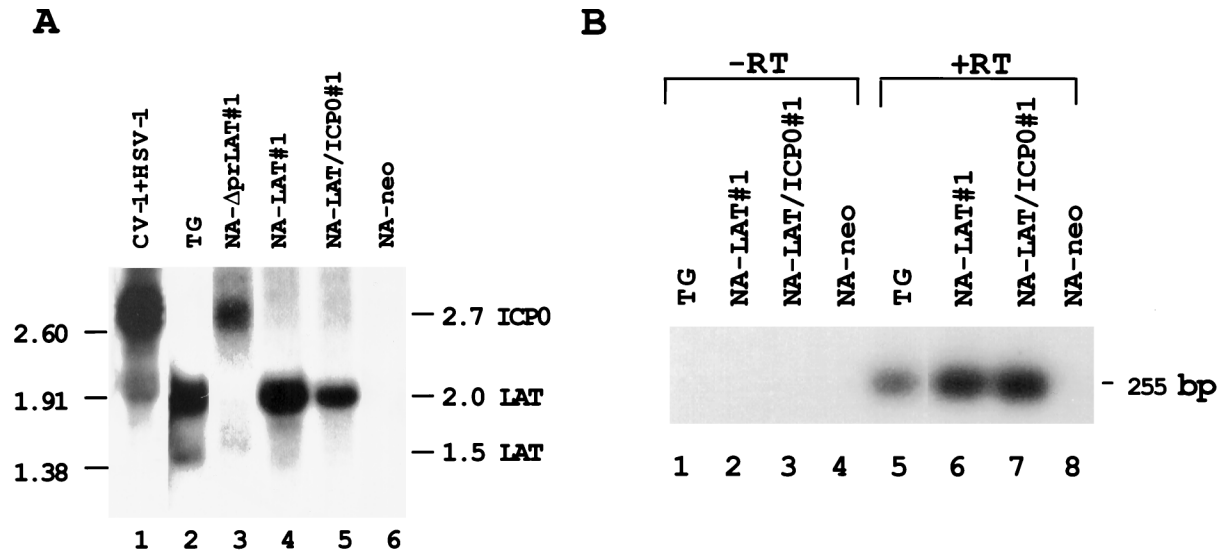 A
CV-1+HSV-1
TG
NA-ΔprLAT#1
NA-LAT#1
NA-LAT/ICP0#1
NA-neo
2.60
1.91
1.38
2.7 ICP0
2.0 LAT
1.5 LAT
1 2 3 4 5 6
B
-RT
+RT
TG
NA-LAT#1
NA-LAT/ICP0#1
NA-neo
TG
NA-LAT#1
NA-LAT/ICP0#1
NA-neo
- 255 bp
1 2 3 4 5 6 7 8